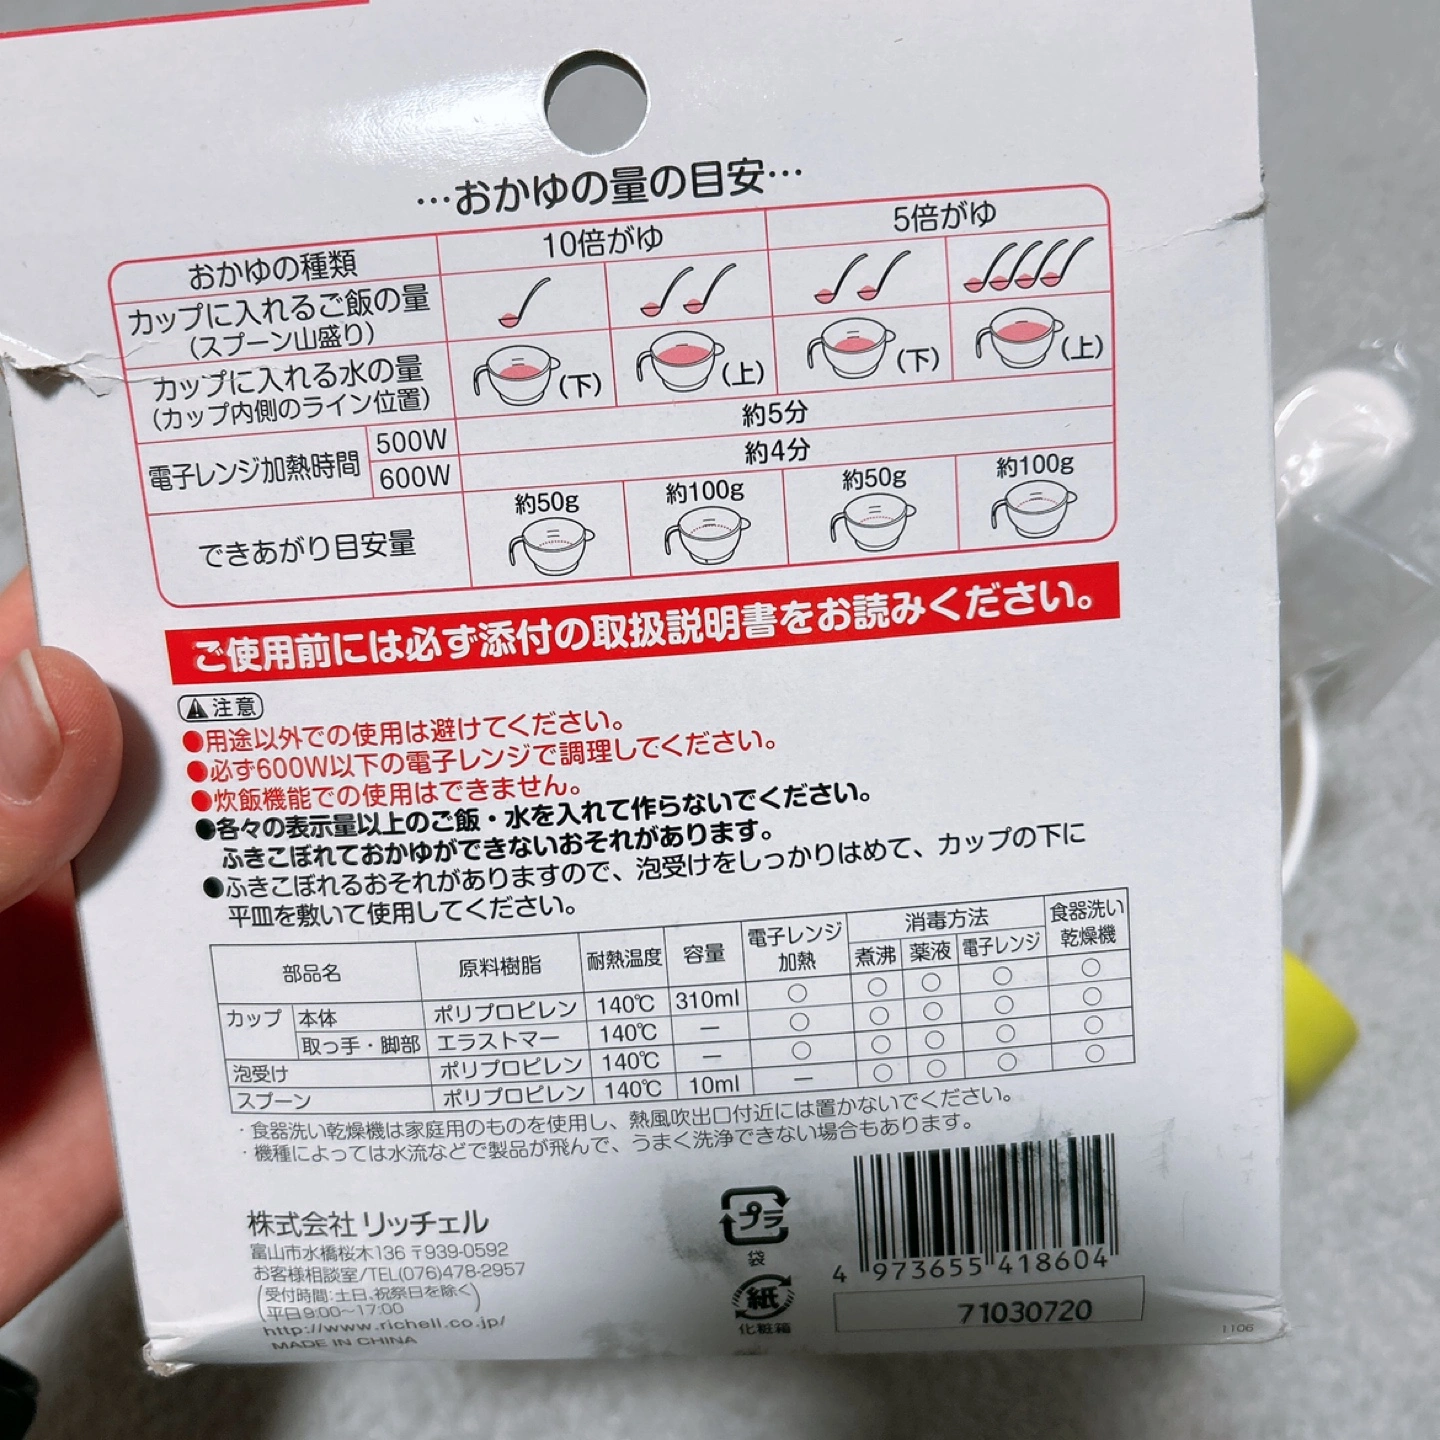 …おかゆの量の目安…
おかゆの種類 10倍がゆ 5倍がゆ
カップに入れるご飯の量
(スプーン山盛り)
カップに入れる水の量
(カップ内側のライン位置)
(下) (上) (下) (上)
電子レンジ加熱時間 500W 約5分
600W 約4分
できあがり目安量 約50g 約100g 約50g 約100g
ご使用前には必ず添付の取扱説明書をお読みください。
注意
●用途以外での使用は避けてください。
●必ず600W以下の電子レンジで調理してください。
●炊飯機能での使用はできません。
●各々の表示量以上のご飯・水を入れて作らないでください。
ふきこぼれておかゆができないおそれがあります。
●ふきこぼれるおそれがありますので、泡受けをしっかりはめて、カップの下に
平皿を敷いて使用してください。
部品名 原料樹脂 耐熱温度 容量 電子レンジ加熱 消毒方法 煮沸 薬液 電子レンジ 食器洗い乾燥機
カップ 本体 ポリプロピレン 140℃ 310ml ○ ○ ○ ○ ○
取っ手・脚部 エラストマー 140℃ ― ○ ○ ○ ○ ○
泡受け ポリプロピレン 140℃ ― ○ ○ ○ ○ ○
スプーン ポリプロピレン 140℃ 10ml ― ○ ○ ○ ○
・食器洗い乾燥機は家庭用のものを使用し、熱風吹出口付近には置かないでください。
・機種によっては水流などで製品が飛んで、うまく洗浄できない場合もあります。
株式会社 リッチェル
富山市水橋桜木136 〒939-0592
お客様相談室/TEL(076)478-2957
(受付時間:土日、祝祭日を除く
平日9:00~17:00)
http://www.richell.co.jp/
MADE IN CHINA
プラ
袋
紙
化粧箱
4 973655 418604
71030720
1106